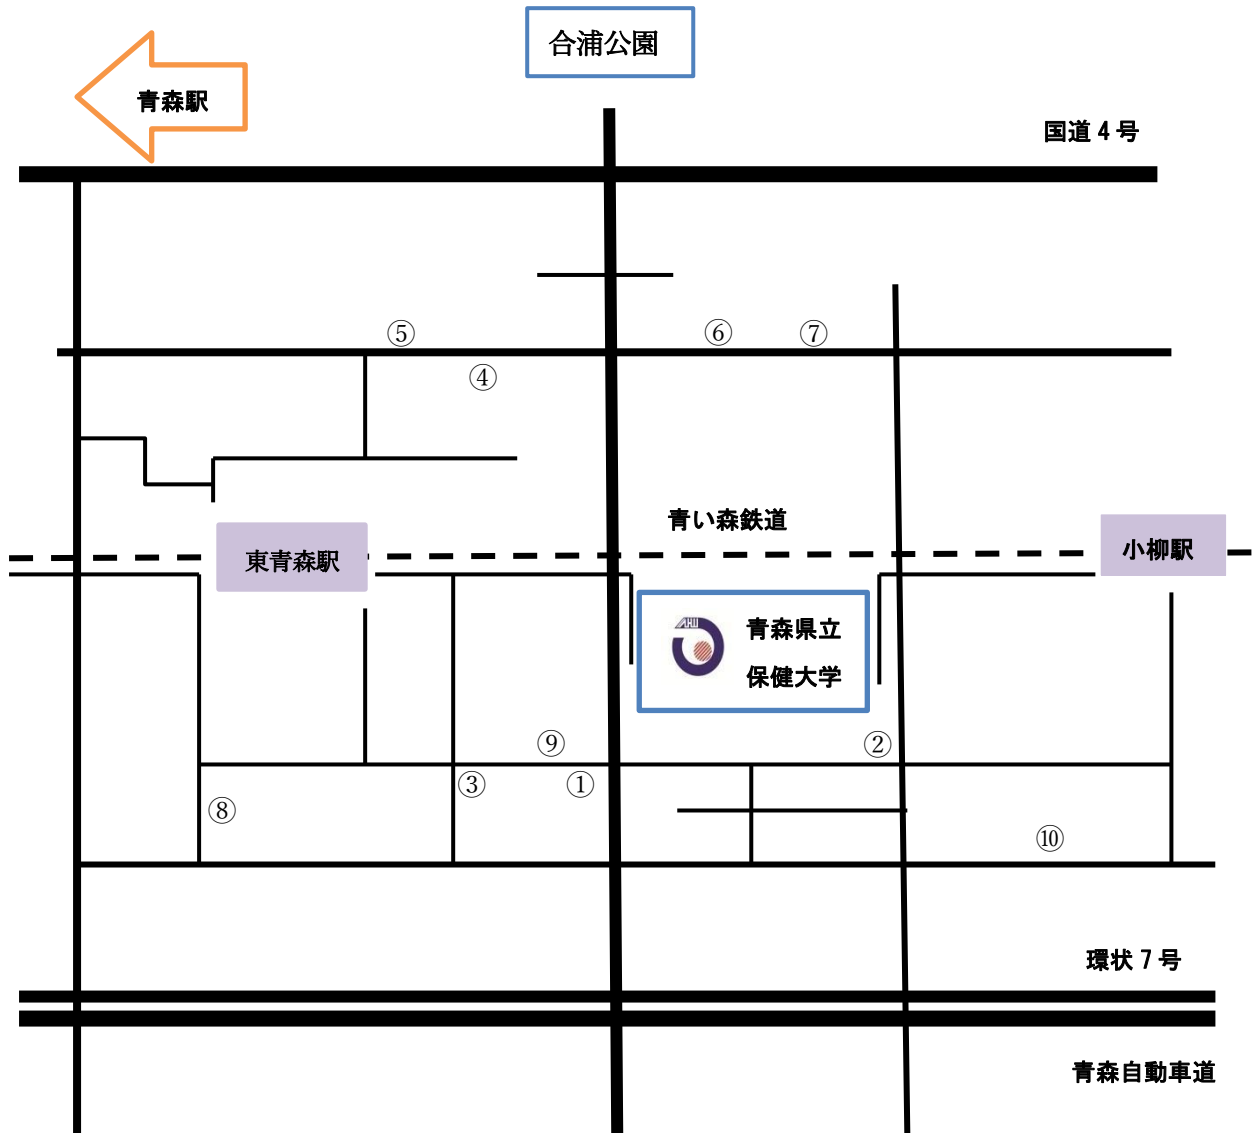 合浦公園
青森駅
国道4号
⑤
⑥
⑦
④
青い森鉄道
東青森駅
小柳駅
AHU
青森県立
保健大学
⑨
②
③
①
⑧
⑩
環状7号
青森自動車道